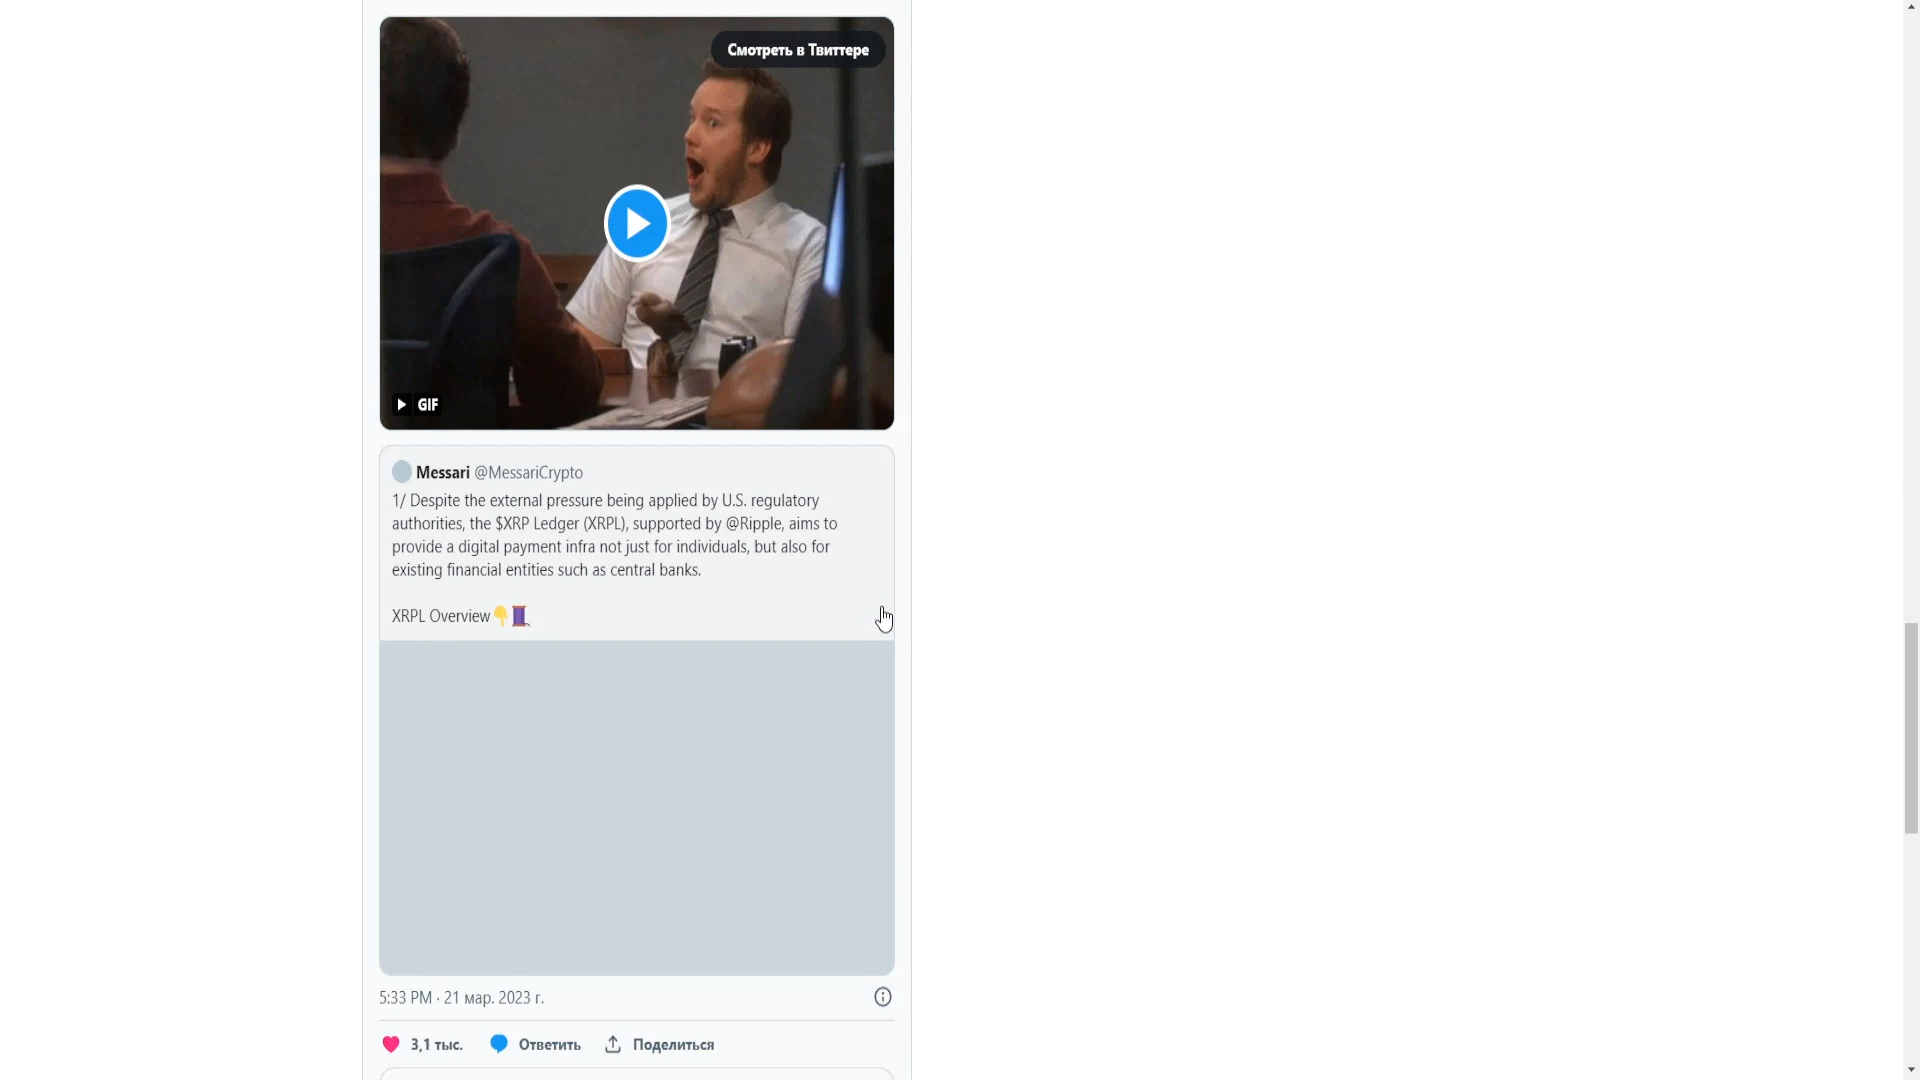 Смотреть в Твиттере
GIF
Messari @MessariCrypto
1/ Despite the external pressure being applied by U.S. regulatory
authorities, the $XRP Ledger (XRPL), supported by @Ripple, aims to
provide a digital payment infra not just for individuals, but also for
existing financial entities such as central banks.
XRPL Overview👇🧵
5:33 PM · 21 мар. 2023 г.
3,1 тыс. Ответить Поделиться